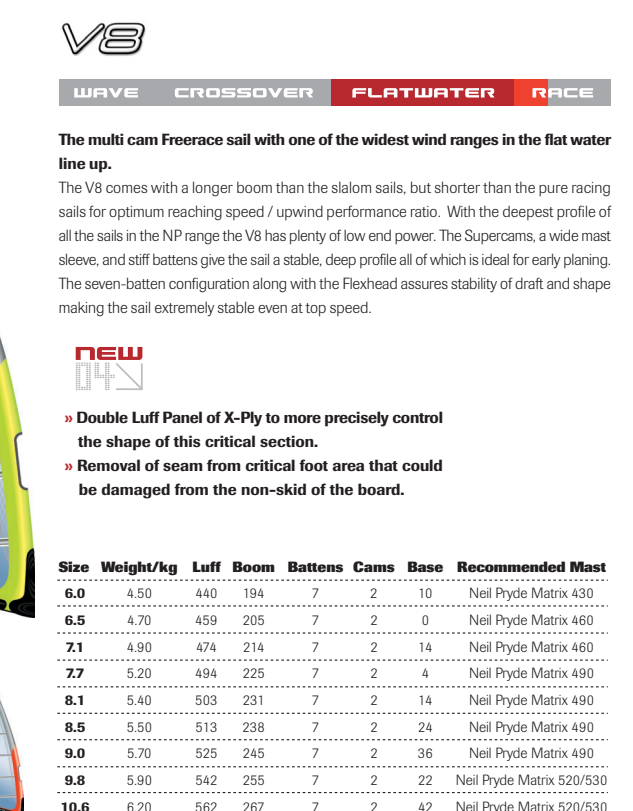 V8
WAVE CROSSOVER FLATWATER RACE
The multi cam Freerace sail with one of the widest wind ranges in the flat water
line up.
The V8 comes with a longer boom than the slalom sails, but shorter than the pure racing
sails for optimum reaching speed / upwind performance ratio. With the deepest profile of
all the sails in the NP range the V8 has plenty of low end power. The Supercams, a wide mast
sleeve, and stiff battens give the sail a stable, deep profile all of which is ideal for early planing.
The seven-batten configuration along with the Flexhead assures stability of draft and shape
making the sail extremely stable even at top speed.
NEW
04
» Double Luff Panel of X-Ply to more precisely control
the shape of this critical section.
» Removal of seam from critical foot area that could
be damaged from the non-skid of the board.
Size Weight/kg Luff Boom Battens Cams Base Recommended Mast
6.0 4.50 440 194 7 2 10 Neil Pryde Matrix 430
6.5 4.70 459 205 7 2 0 Neil Pryde Matrix 460
7.1 4.90 474 214 7 2 14 Neil Pryde Matrix 460
7.7 5.20 494 225 7 2 4 Neil Pryde Matrix 490
8.1 5.40 503 231 7 2 14 Neil Pryde Matrix 490
8.5 5.50 513 238 7 2 24 Neil Pryde Matrix 490
9.0 5.70 525 245 7 2 36 Neil Pryde Matrix 490
9.8 5.90 542 255 7 2 22 Neil Pryde Matrix 520/530
10.6 6.20 562 267 7 2 42 Neil Pryde Matrix 520/530